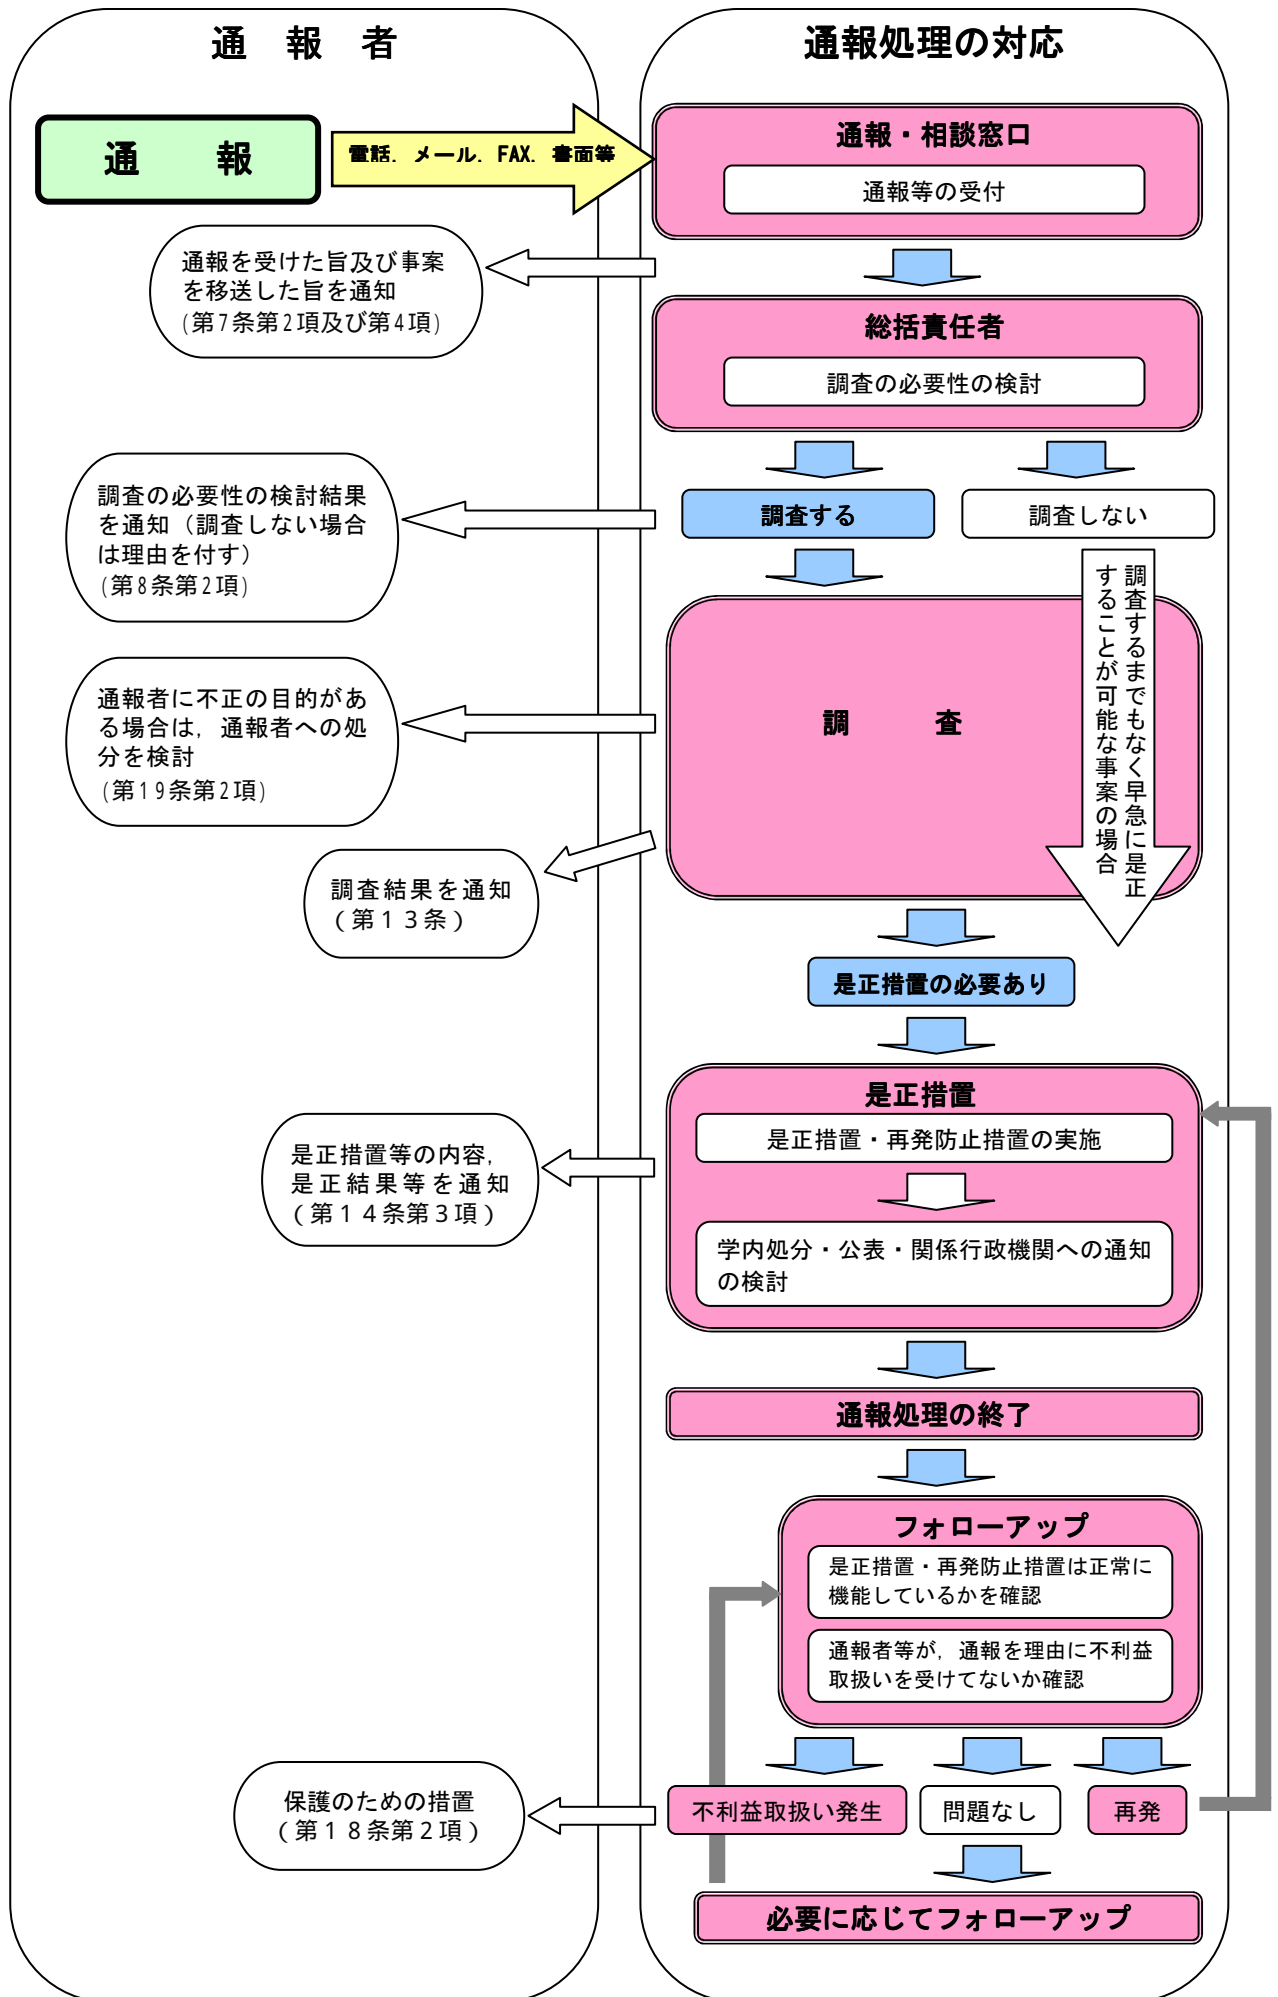 通　報　者
通報処理の対応
通　　報
電話，メール，FAX，書面等
通報・相談窓口
通報等の受付
通報を受けた旨及び事案
を移送した旨を通知
(第7条第2項及び第4項)
総括責任者
調査の必要性の検討
調査の必要性の検討結果
を通知（調査しない場合
は理由を付す）
(第8条第2項)
調査する
調査しない
調査するまでもなく早急に是正
することが可能な事案の場合
通報者に不正の目的があ
る場合は，通報者への処
分を検討
(第19条第2項)
調　　査
調査結果を通知
（第１３条）
是正措置の必要あり
是正措置
是正措置・再発防止措置の実施
是正措置等の内容，
是正結果等を通知
（第１４条第３項）
学内処分・公表・関係行政機関への通知
の検討
通報処理の終了
フォローアップ
是正措置・再発防止措置は正常に
機能しているかを確認
通報者等が，通報を理由に不利益
取扱いを受けてないか確認
保護のための措置
（第１８条第２項）
不利益取扱い発生
問題なし
再発
必要に応じてフォローアップ